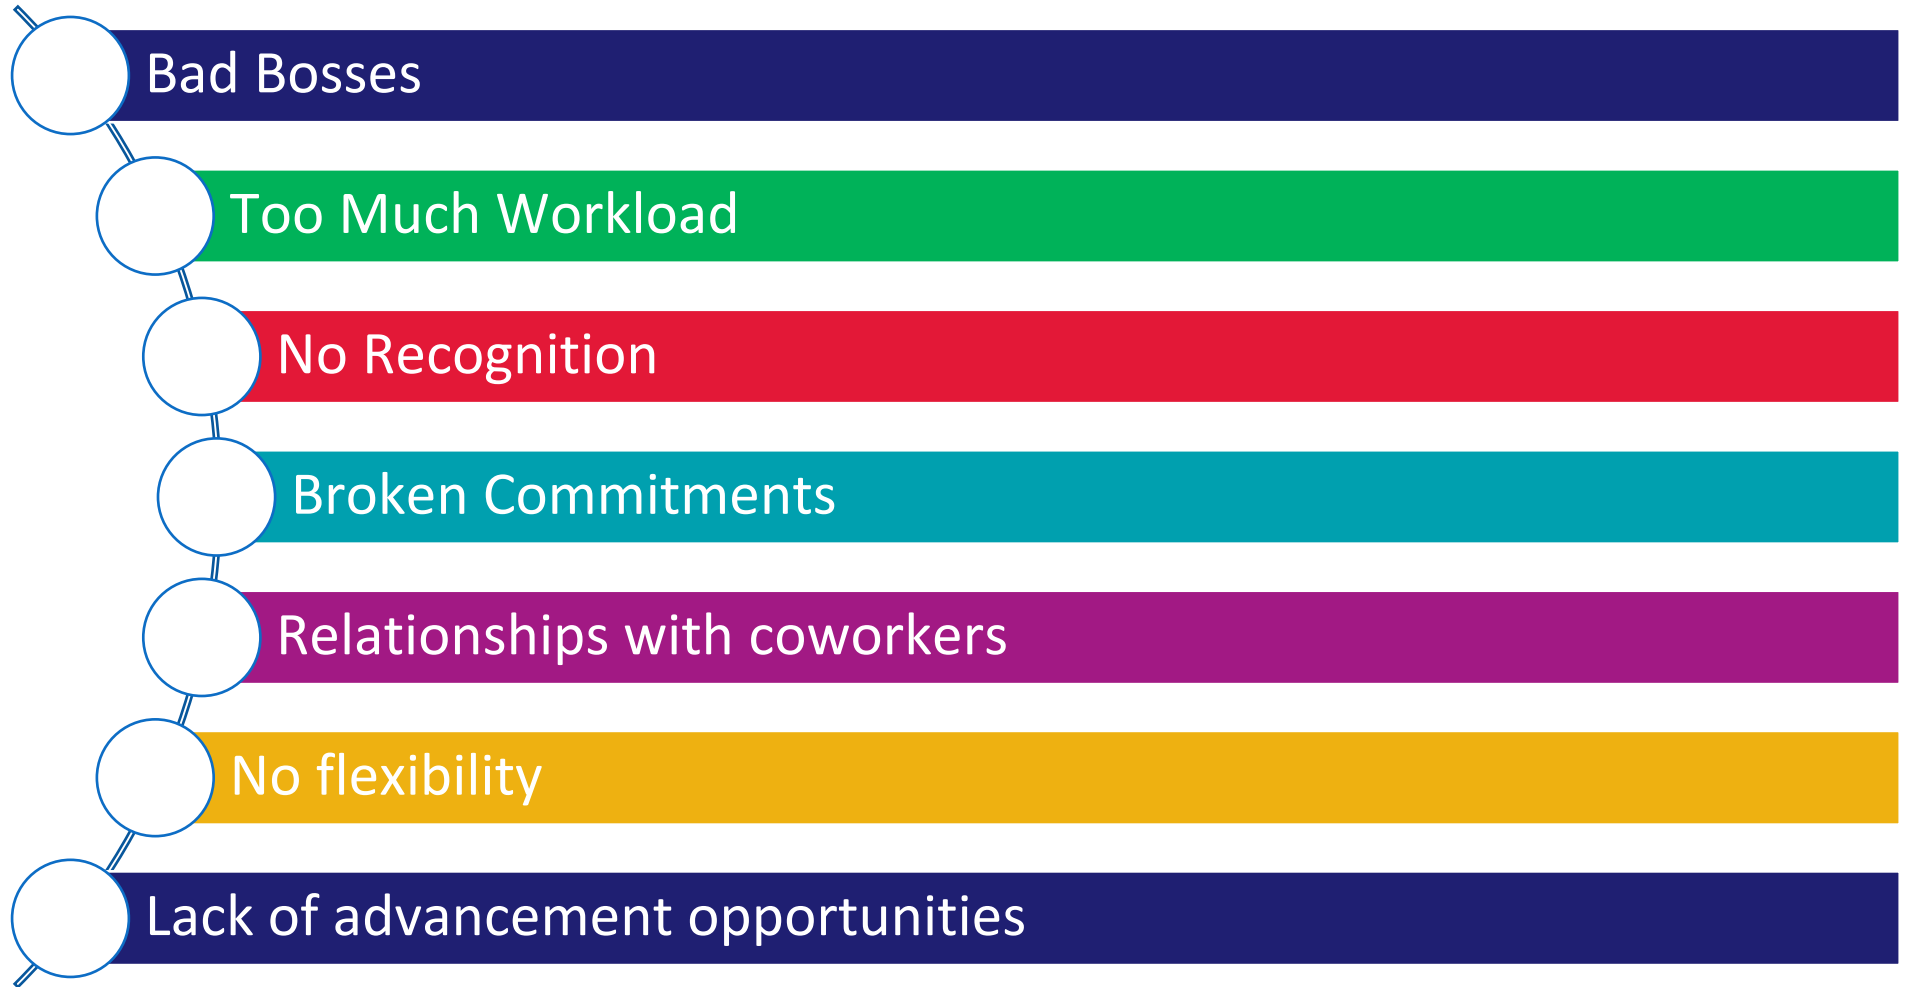 Bad Bosses
Too Much Workload
No Recognition
Broken Commitments
Relationships with coworkers
No flexibility
Lack of advancement opportunities